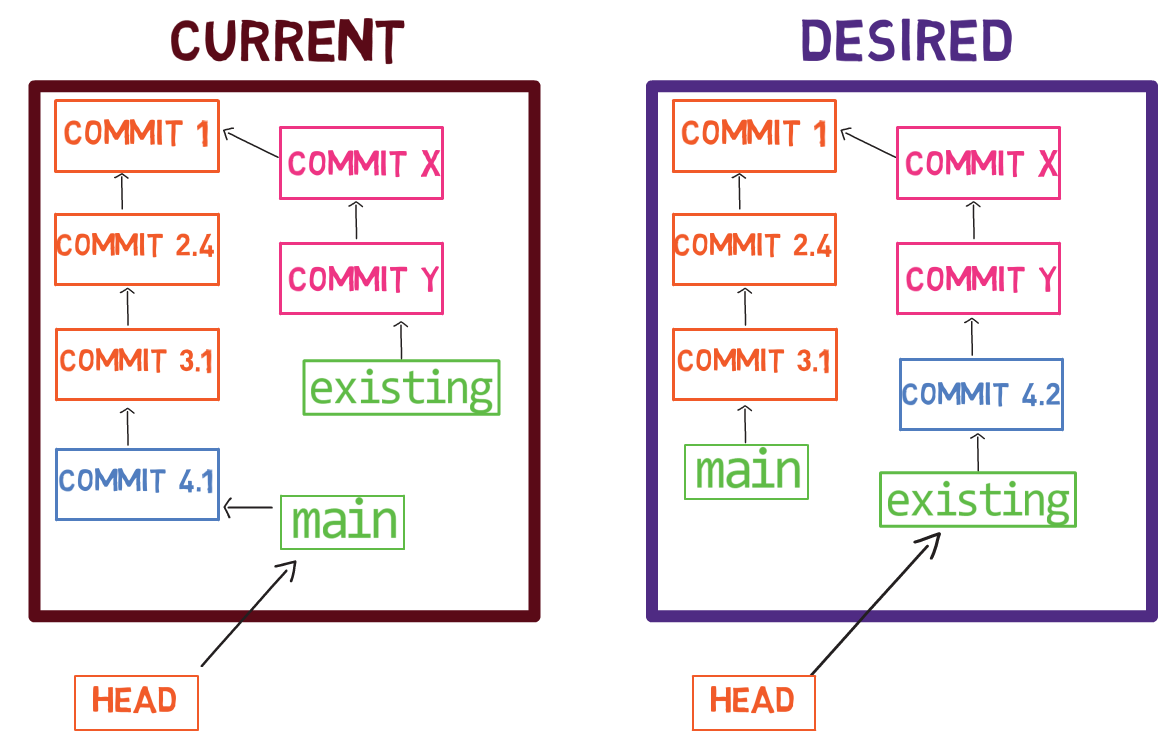 CURRENT
COMMIT 1
COMMIT X
COMMIT 2.4
COMMIT Y
COMMIT 3.1
existing
COMMIT 4.1
main
HEAD
DESIRED
COMMIT 1
COMMIT X
COMMIT 2.4
COMMIT Y
COMMIT 3.1
COMMIT 4.2
main
existing
HEAD